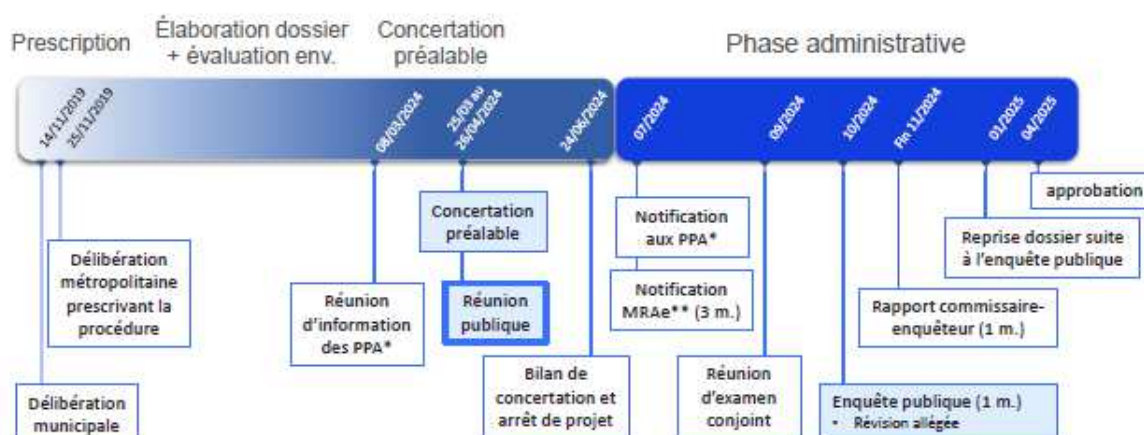 Prescription
Élaboration dossier
+ évaluation env.
Concertation
préalable
Phase administrative
14/11/2019
25/11/2019
08/03/2024
25/03 au
26/04/2024
24/06/2024
07/2024
09/2024
10/2024
Fin 11/2024
01/2025
04/2025
Délibération
municipale
Délibération
métropolitaine
prescrivant la
procédure
Réunion
d'information
des PPA*
Concertation
préalable
Réunion
publique
Bilan de
concertation et
arrêt de projet
Notification
aux PPA*
Notification
MRAe** (3 m.)
Réunion
d'examen
conjoint
Enquête publique (1 m.)
• Révision allégée
Rapport commissaire-
enquêteur (1 m.)
Reprise dossier suite
à l'enquête publique
approbation